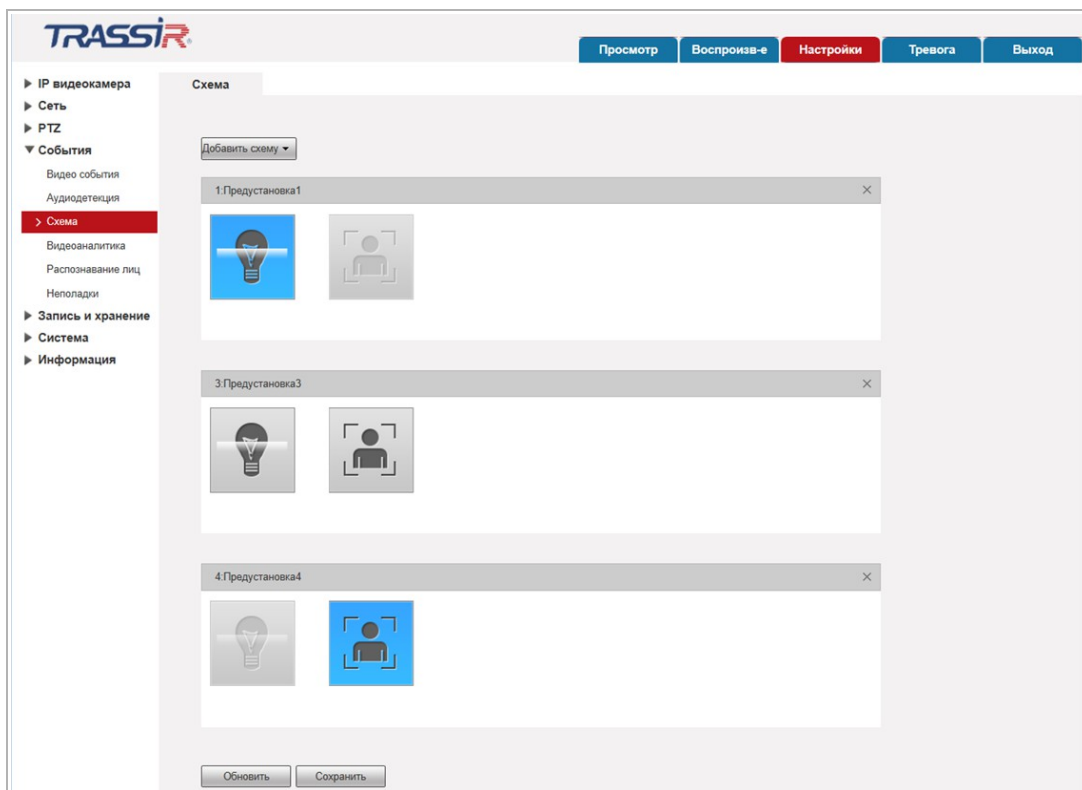 TRASSIR
Просмотр
Воспроизв-е
Настройки
Тревога
Выход
IP видеокамера
Сеть
PTZ
События
Видео события
Аудиодетекция
Схема
Видеоаналитика
Распознавание лиц
Неполадки
Запись и хранение
Система
Информация
Схема
Добавить схему
1:Предустановка1
3:Предустановка3
4:Предустановка4
Обновить
Сохранить